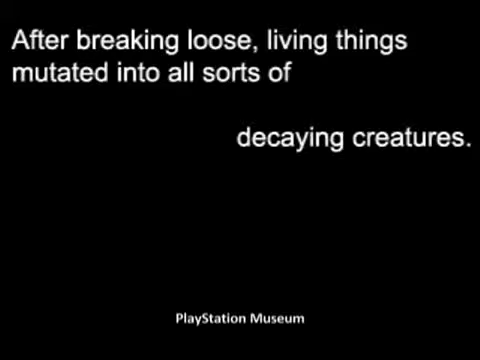 After breaking loose, living things
mutated into all sorts of
decaying creatures.
PlayStation Museum